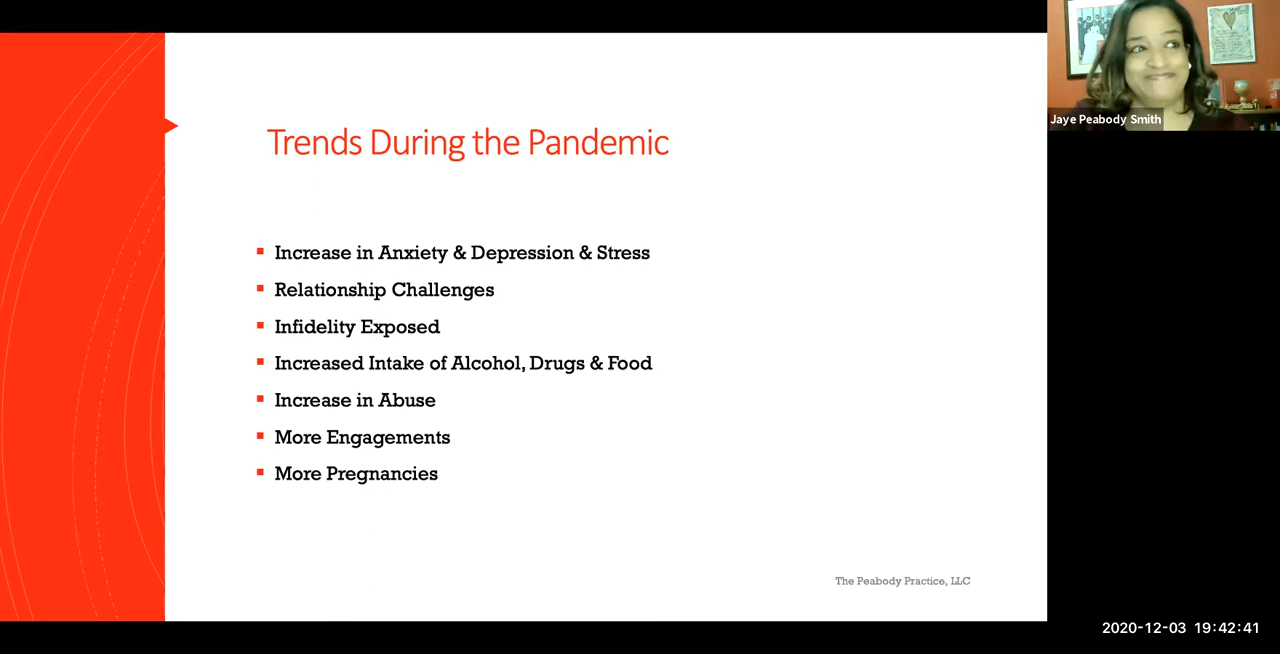 Jaye Peabody Smith
Trends During the Pandemic
Increase in Anxiety & Depression & Stress
Relationship Challenges
Infidelity Exposed
Increased Intake of Alcohol, Drugs & Food
Increase in Abuse
More Engagements
More Pregnancies
The Peabody Practice, LLC
2020-12-03 19:42:41